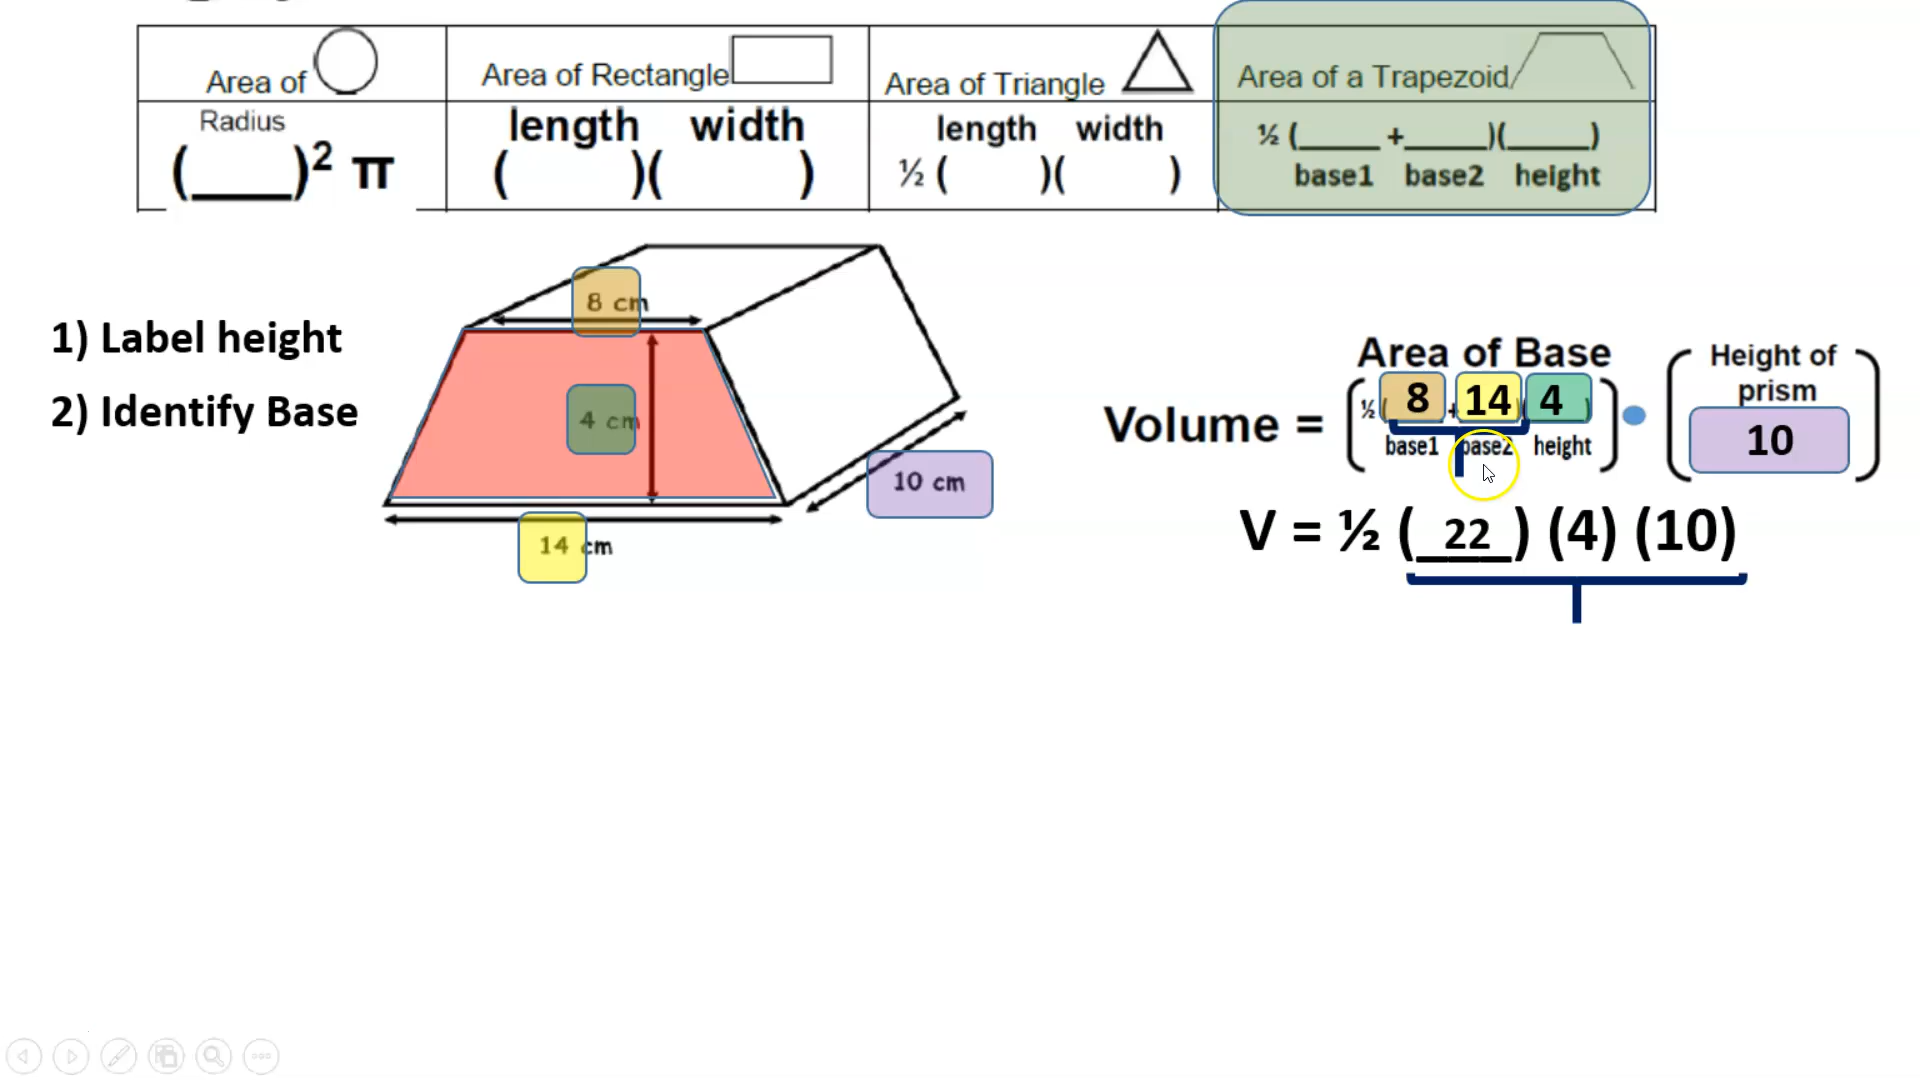 Area of
Area of Rectangle
Area of Triangle
Area of a Trapezoid
Radius
(___)² π
length width
( )( )
length width
½ ( )( )
½ (_____ +_____)(_____)
base1 base2 height
1) Label height
2) Identify Base
8 cm
4 cm
14 cm
10 cm
Area of Base
Volume = (½ ( 8 + 14 )( 4 ))
base1 base2 height
Height of
prism
10
V = ½ (_22_) (4) (10)